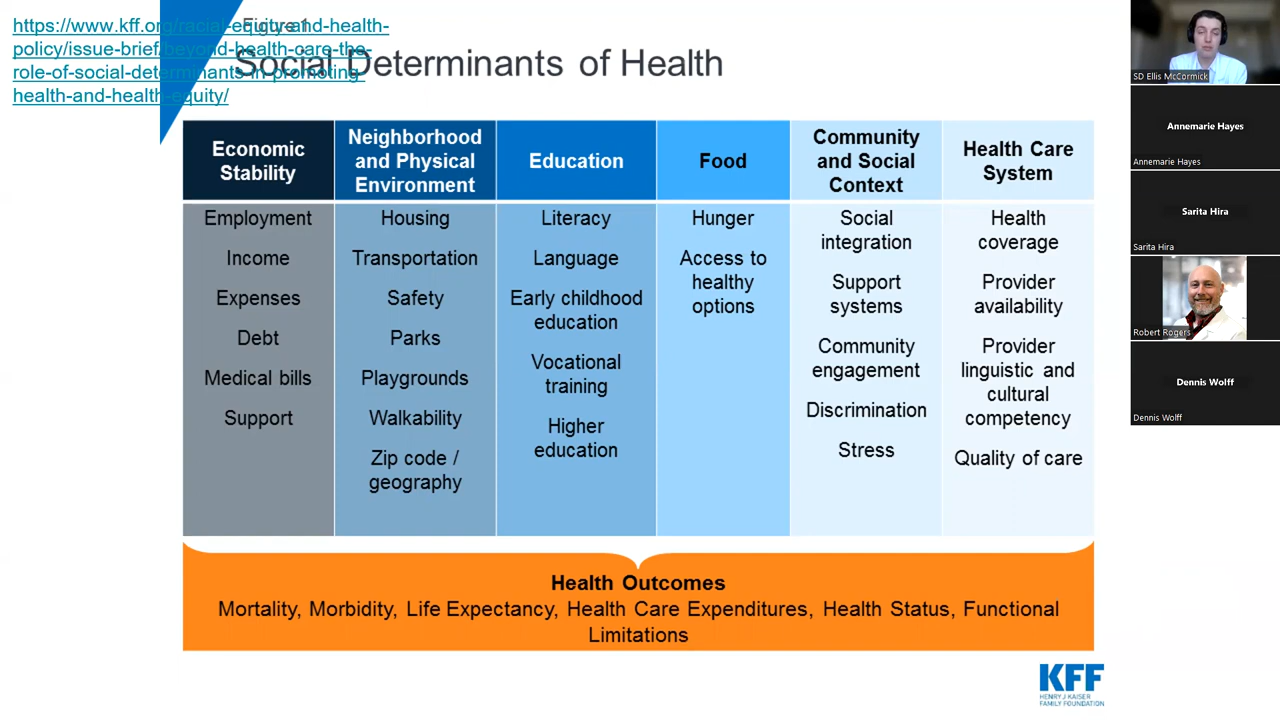 https://www.kff.org/racial-equity-and-health-
policy/issue-brief/beyond-health-care-the-
role-of-social-determinants-in-promoting-
health-and-health-equity/
Figure 1
Social Determinants of Health
Economic
Stability
Employment
Income
Expenses
Debt
Medical bills
Support
Neighborhood
and Physical
Environment
Housing
Transportation
Safety
Parks
Playgrounds
Walkability
Zip code /
geography
Education
Literacy
Language
Early childhood
education
Vocational
training
Higher
education
Food
Hunger
Access to
healthy
options
Community
and Social
Context
Social
integration
Support
systems
Community
engagement
Discrimination
Stress
Health Care
System
Health
coverage
Provider
availability
Provider
linguistic and
cultural
competency
Quality of care
Health Outcomes
Mortality, Morbidity, Life Expectancy, Health Care Expenditures, Health Status, Functional
Limitations
KFF
HENRY J KAISER
FAMILY FOUNDATION
SD Ellis McCormick
Annemarie Hayes
Annemarie Hayes
Sarita Hira
Sarita Hira
Robert Rogers
Dennis Wolff
Dennis Wolff